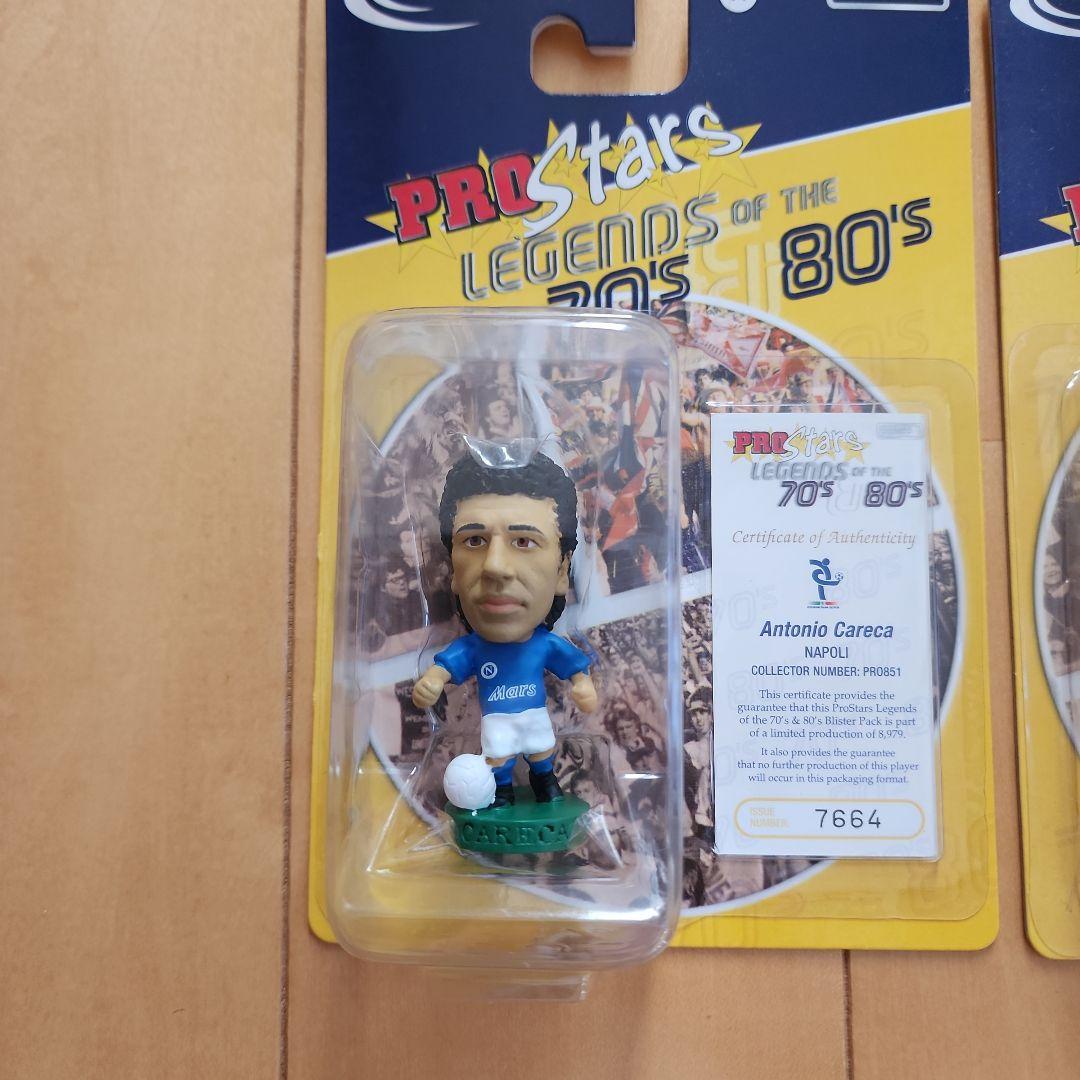 PROStars
LEGENDS OF THE
70'S 80'S
PROStars
LEGENDS OF THE
70'S 80'S
Certificate of Authenticity
Antonio Careca
NAPOLI
COLLECTOR NUMBER: PRO851
This certificate provides the
guarantee that this ProStars Legends
of the 70's & 80's Blister Pack is part
of a limited production of 8,979.
It also provides the guarantee
that no further production of this player
will occur in this packaging format.
ISSUE
NUMBER: 7664
N
Mars
CARECA